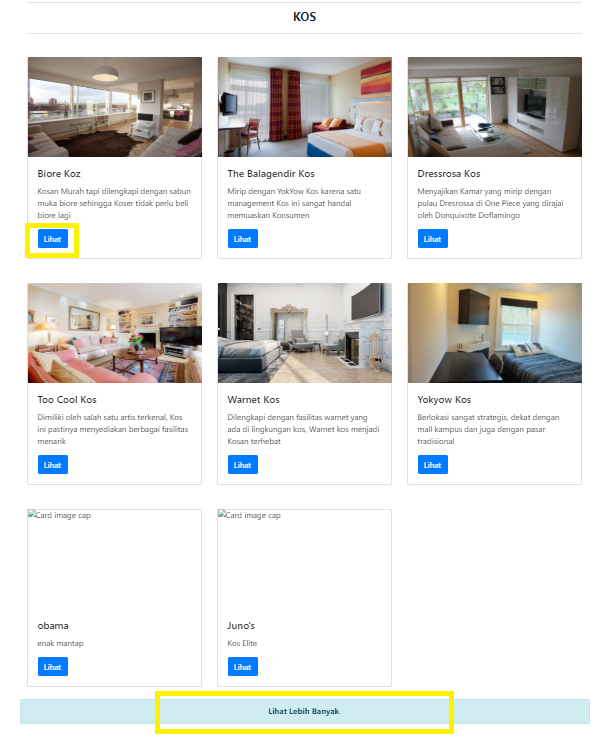 KOS
Biore Koz
Kosan Murah tapi dilengkapi dengan sabun
muka biore sehingga Koser tidak perlu beli
biore lagi
Lihat
The Balagendir Kos
Mirip dengan YokYow Kos karena satu
management Kos ini sangat handal
memuaskan Konsumen
Lihat
Dressrosa Kos
Menyajikan Kamar yang mirip dengan
pulau Dresrossa di One Piece yang dirajai
oleh Donquixote Doflamingo
Lihat
Too Cool Kos
Dimiliki oleh salah satu artis terkenal, Kos
ini pastinya menyediakan berbagai fasilitas
menarik
Lihat
Warnet Kos
Dilengkapi dengan fasilitas warnet yang
ada di lingkungan kos, Warnet kos menjadi
Kosan terhebat
Lihat
Yokyow Kos
Berlokasi sangat strategis, dekat dengan
mall kampus dan juga dengan pasar
tradisional
Lihat
Card image cap
obama
enak mantap
Lihat
Card image cap
Juno's
Kos Elite
Lihat
Lihat Lebih Banyak.